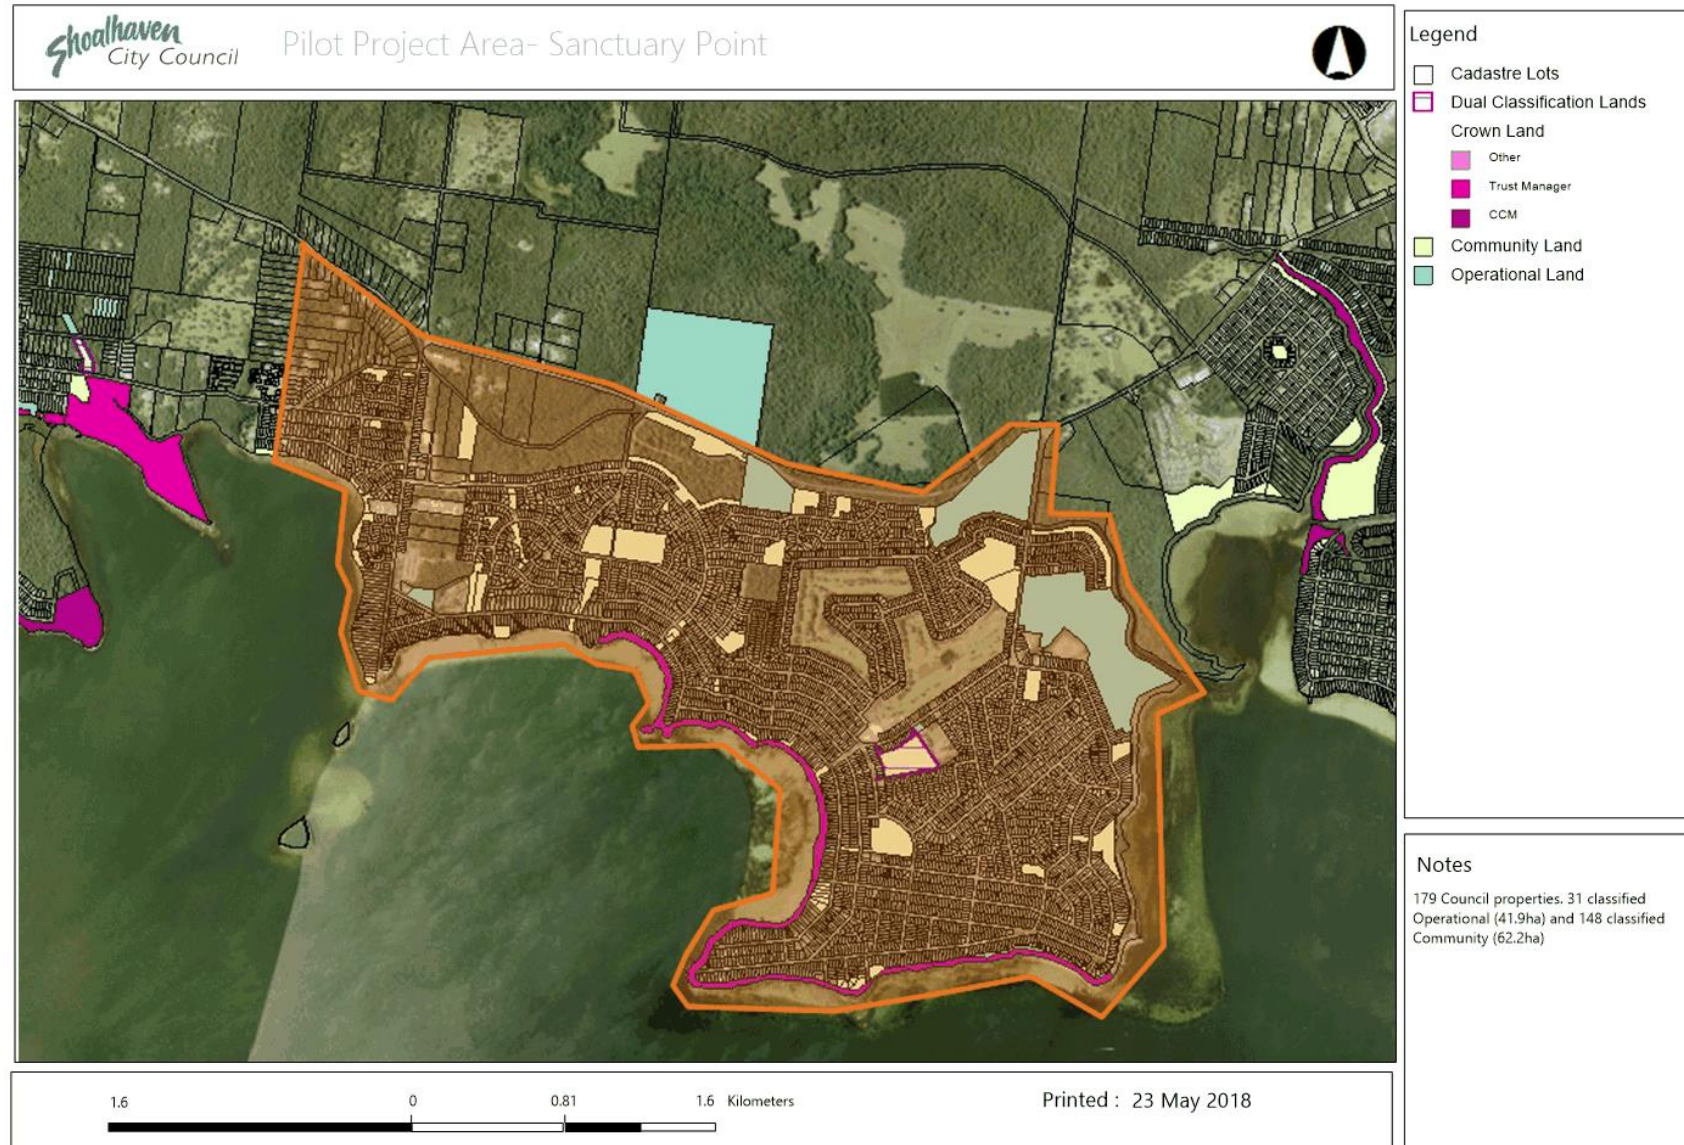 Shoalhaven
City Council
Pilot Project Area- Sanctuary Point
Legend
Cadastre Lots
Dual Classification Lands
Crown Land
Other
Trust Manager
CCM
Community Land
Operational Land
Notes
179 Council properties. 31 classified
Operational (41.9ha) and 148 classified
Community (62.2ha)
1.6 0 0.81 1.6 Kilometers
Printed : 23 May 2018